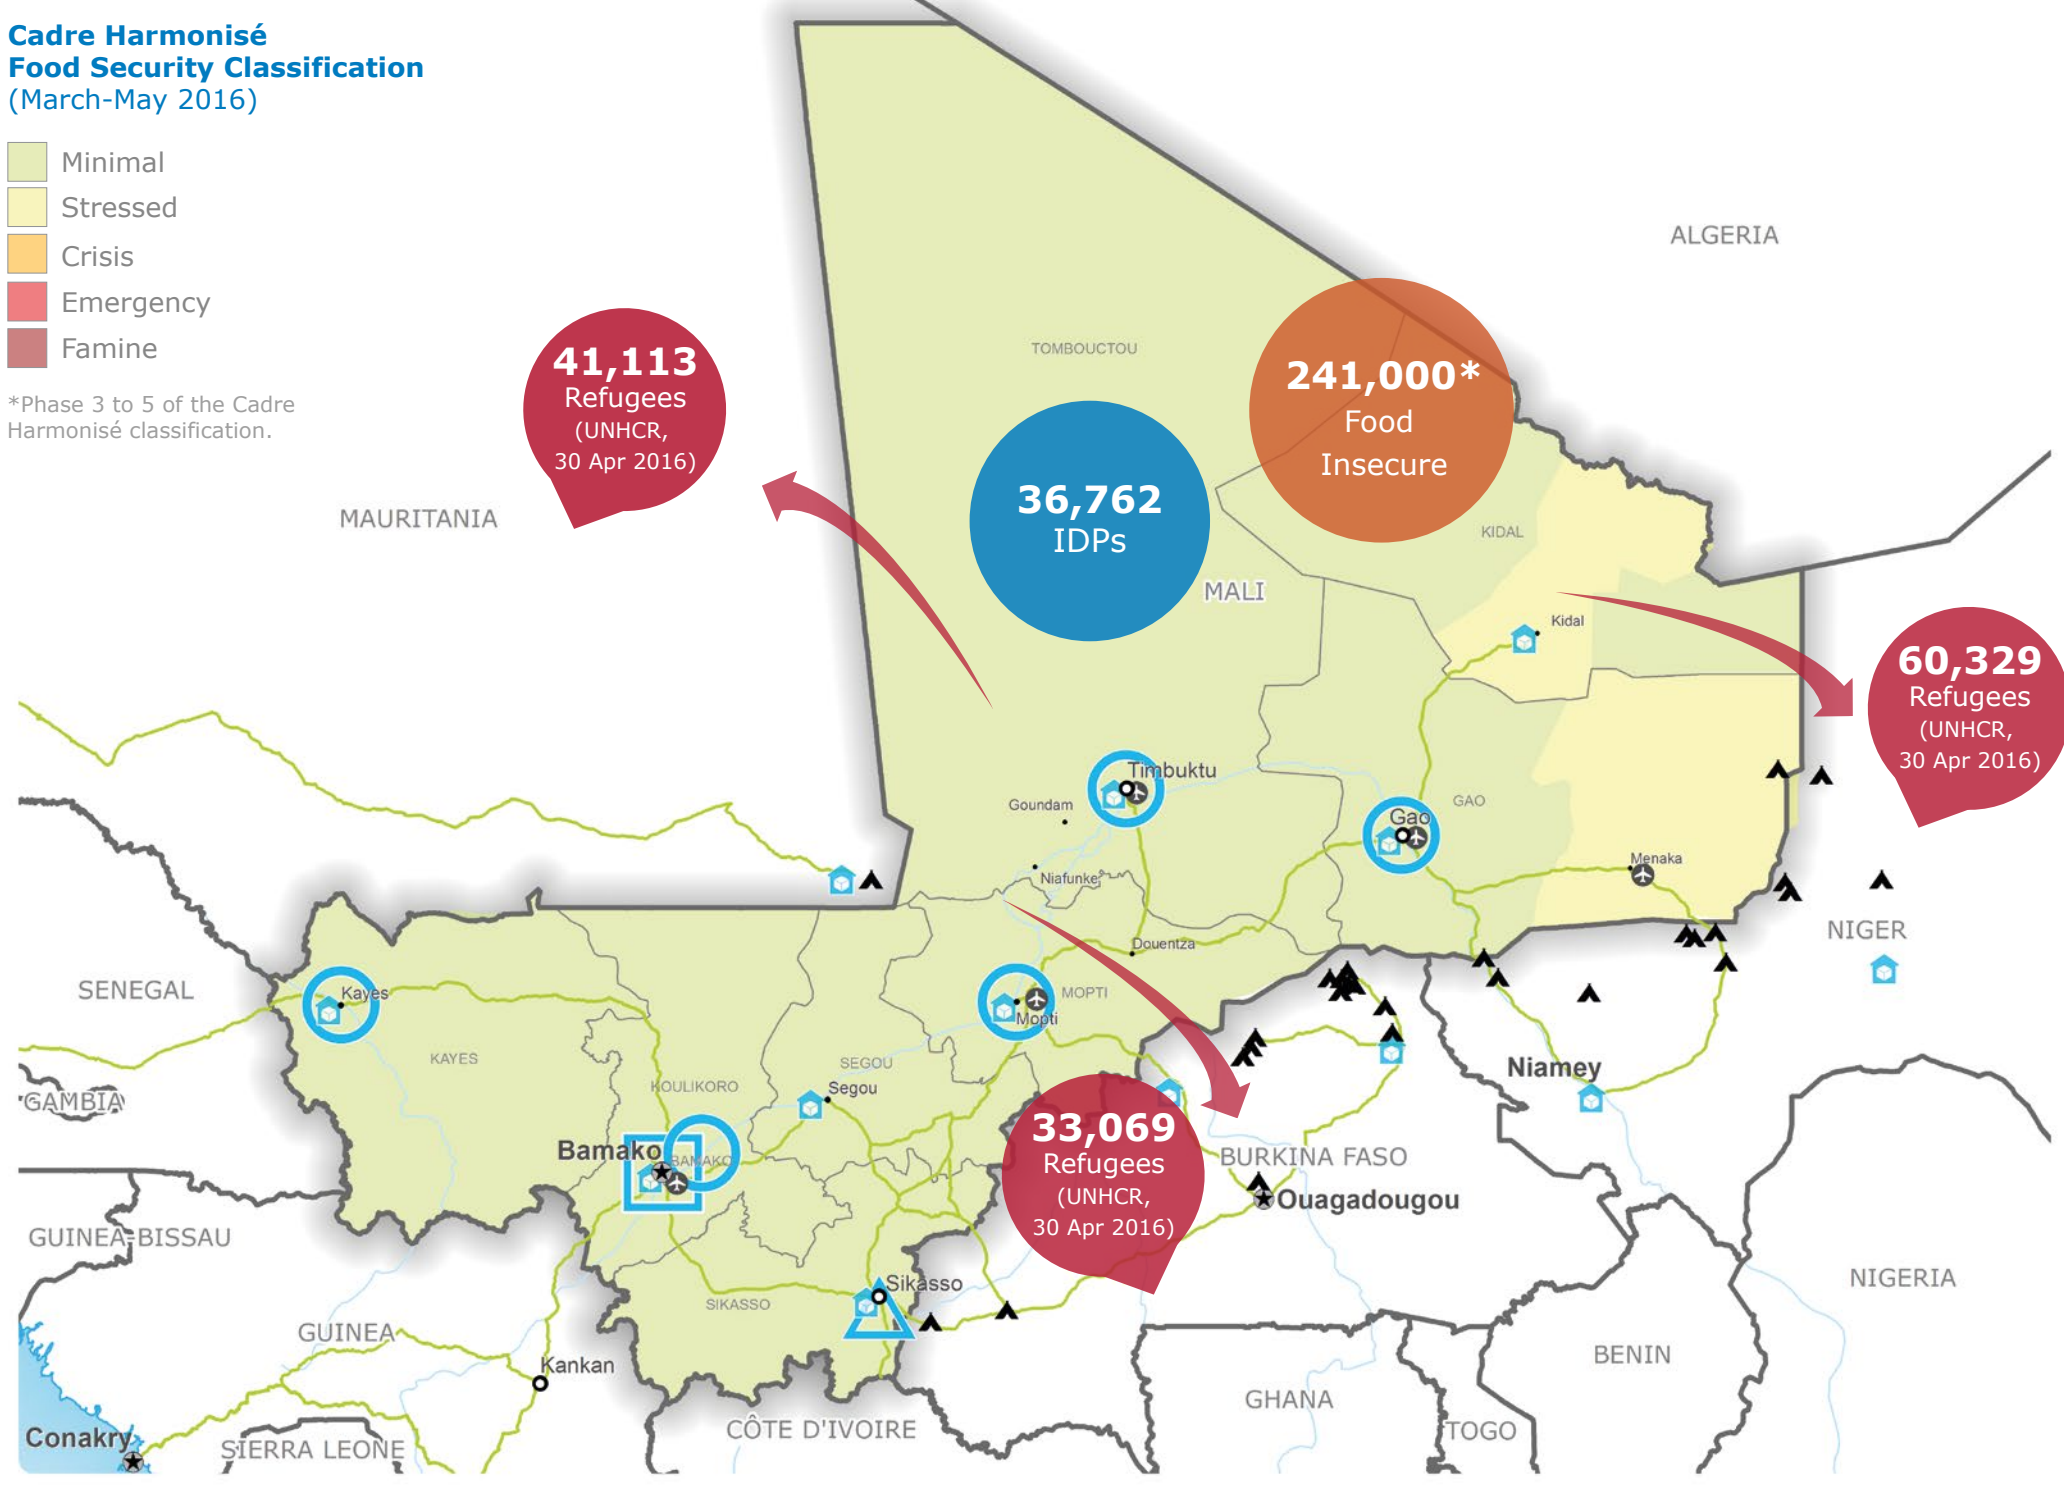 Cadre Harmonisé
Food Security Classification
(March-May 2016)
Minimal
Stressed
Crisis
Emergency
Famine
*Phase 3 to 5 of the Cadre
Harmonisé classification.
ALGERIA
TOMBOUCTOU
41,113
Refugees
(UNHCR,
30 Apr 2016)
241,000*
Food
Insecure
36,762
IDPs
MAURITANIA
KIDAL
MALI
Kidal
60,329
Refugees
(UNHCR,
30 Apr 2016)
Timbuktu
Goundam
GAO
Gao
Menaka
Niafunke
NIGER
Douentza
SENEGAL
Kayes
MOPTI
Mopti
KAYES
SEGOU
KOULIKORO
Segou
Niamey
GAMBIA
33,069
Refugees
(UNHCR,
30 Apr 2016)
Bamako
BAMAKO
BURKINA FASO
Ouagadougou
GUINEA-BISSAU
Sikasso
SIKASSO
NIGERIA
GUINEA
Kankan
BENIN
GHANA
CÔTE D'IVOIRE
TOGO
Conakry
SIERRA LEONE